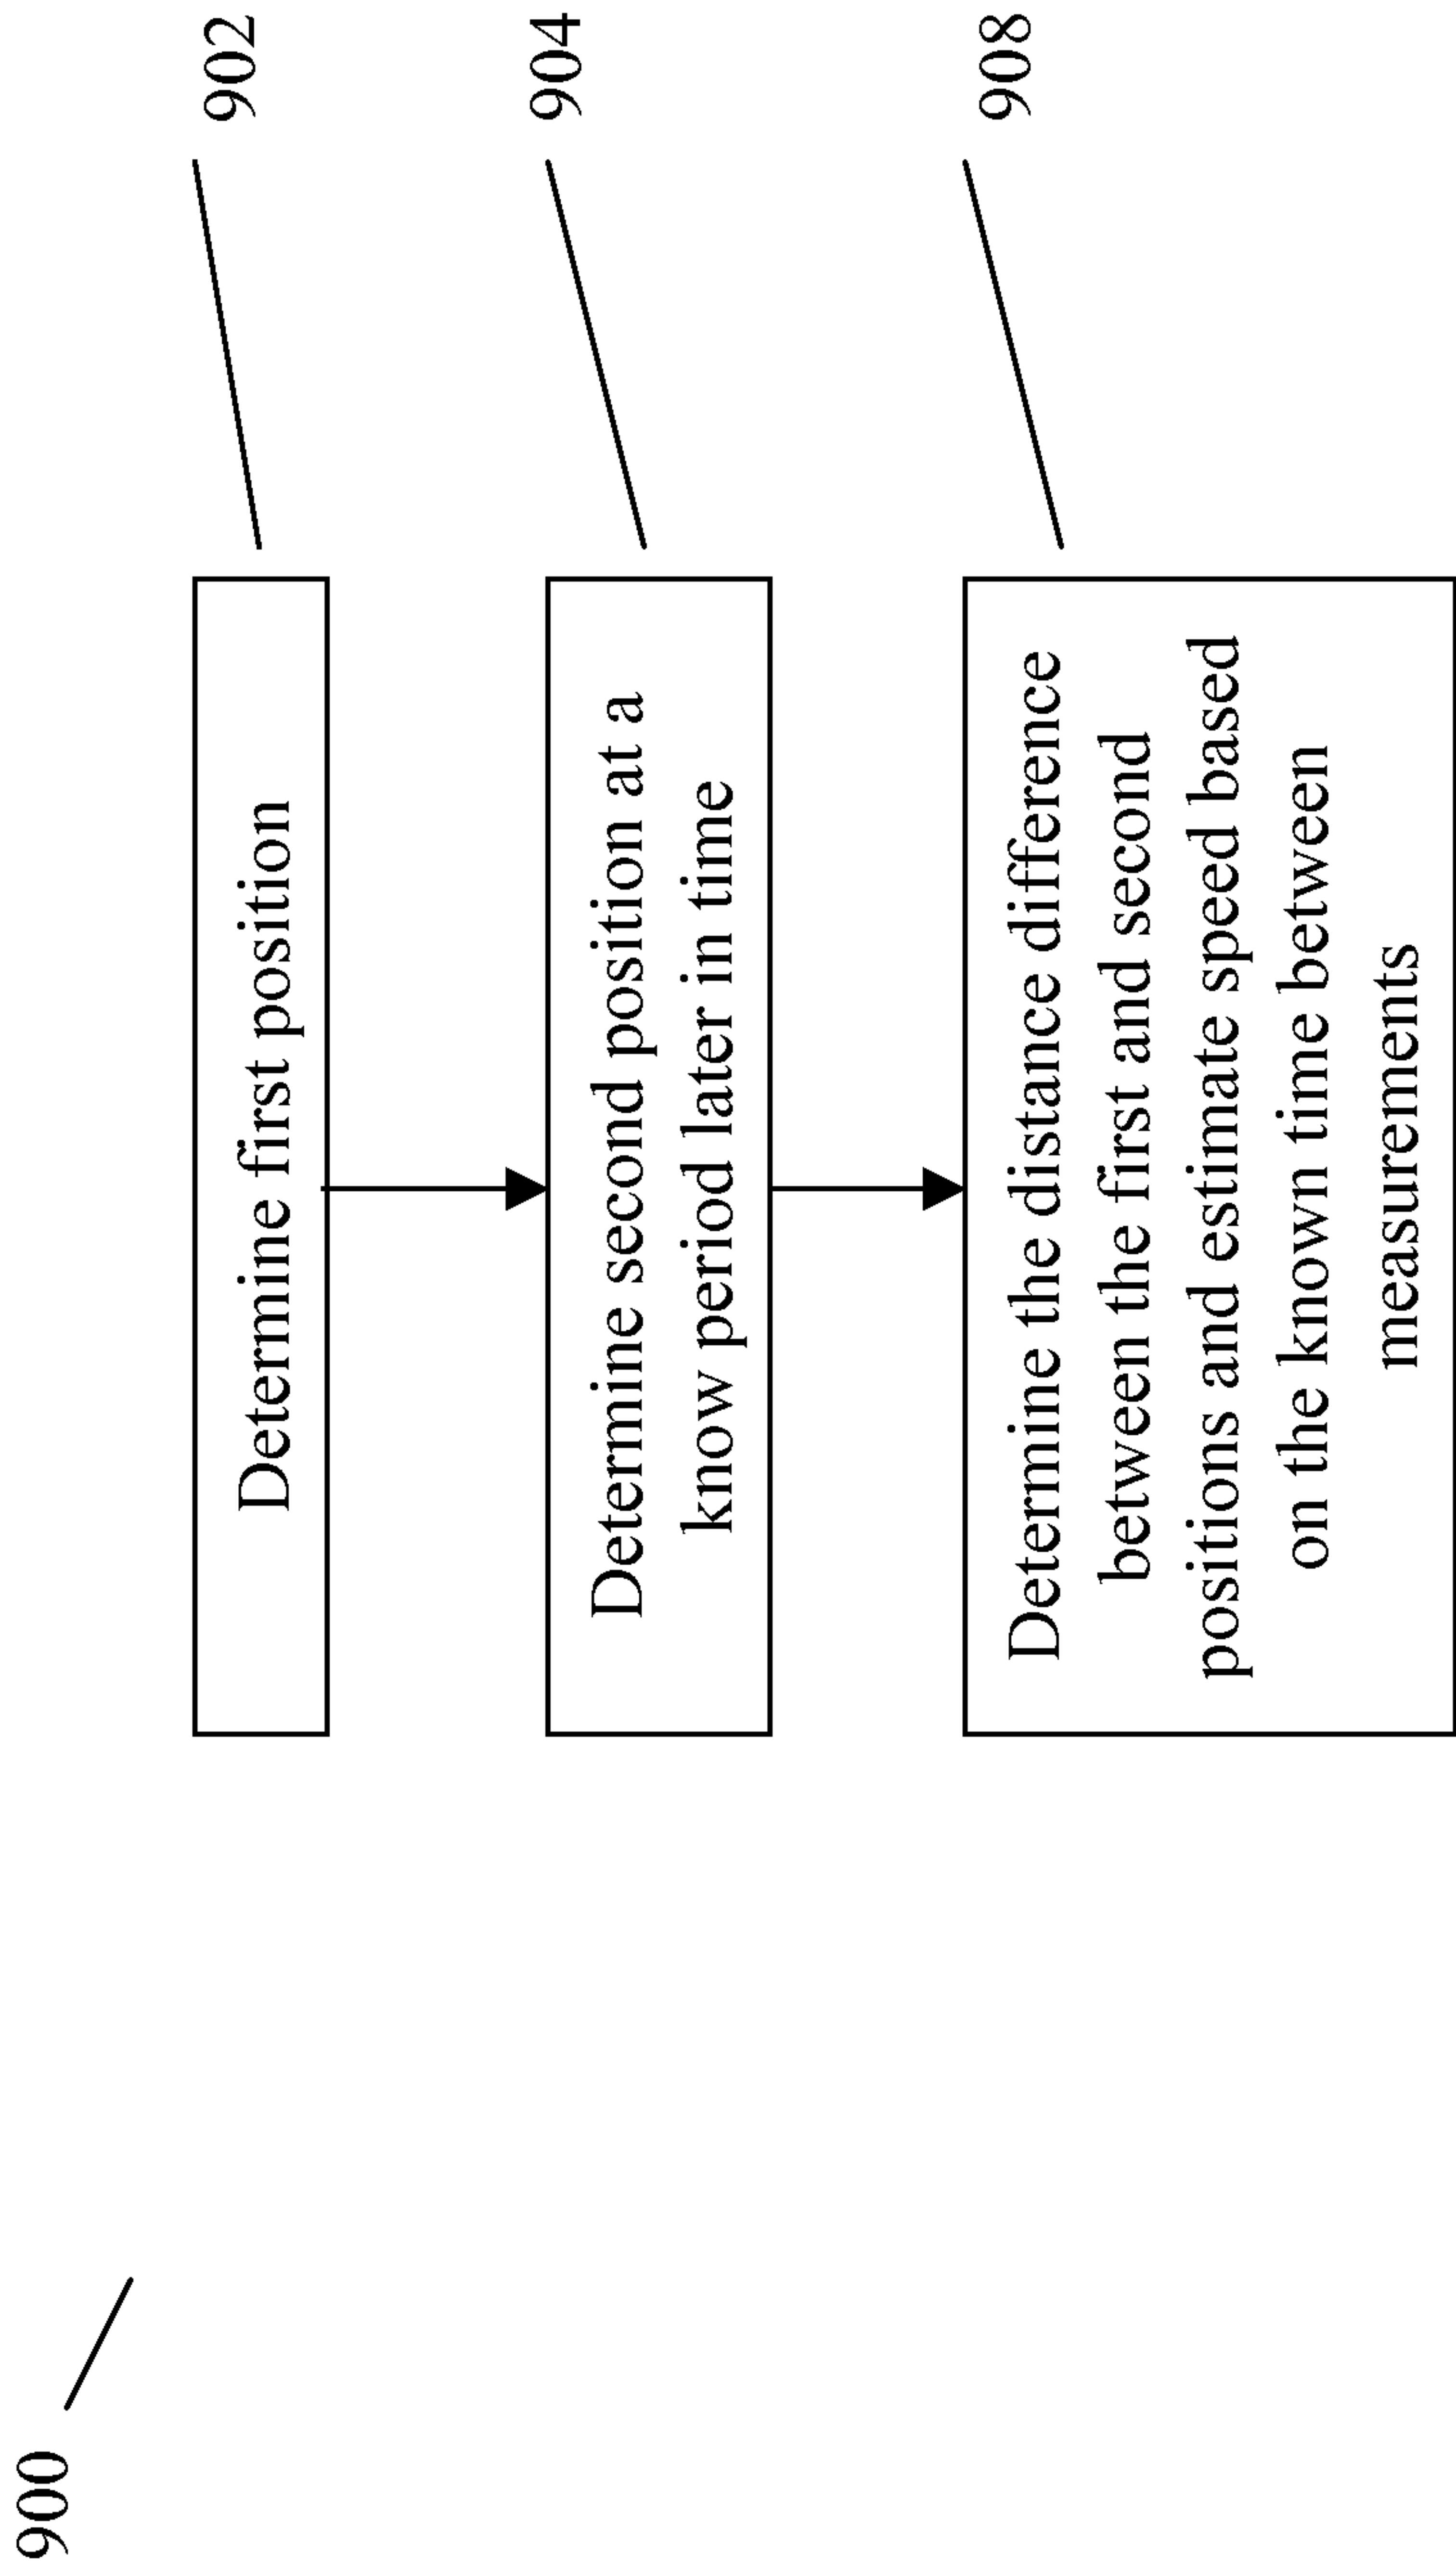 900
Determine first position
902
Determine second position at a
know period later in time
904
Determine the distance difference
between the first and second
positions and estimate speed based
on the known time between
measurements
908